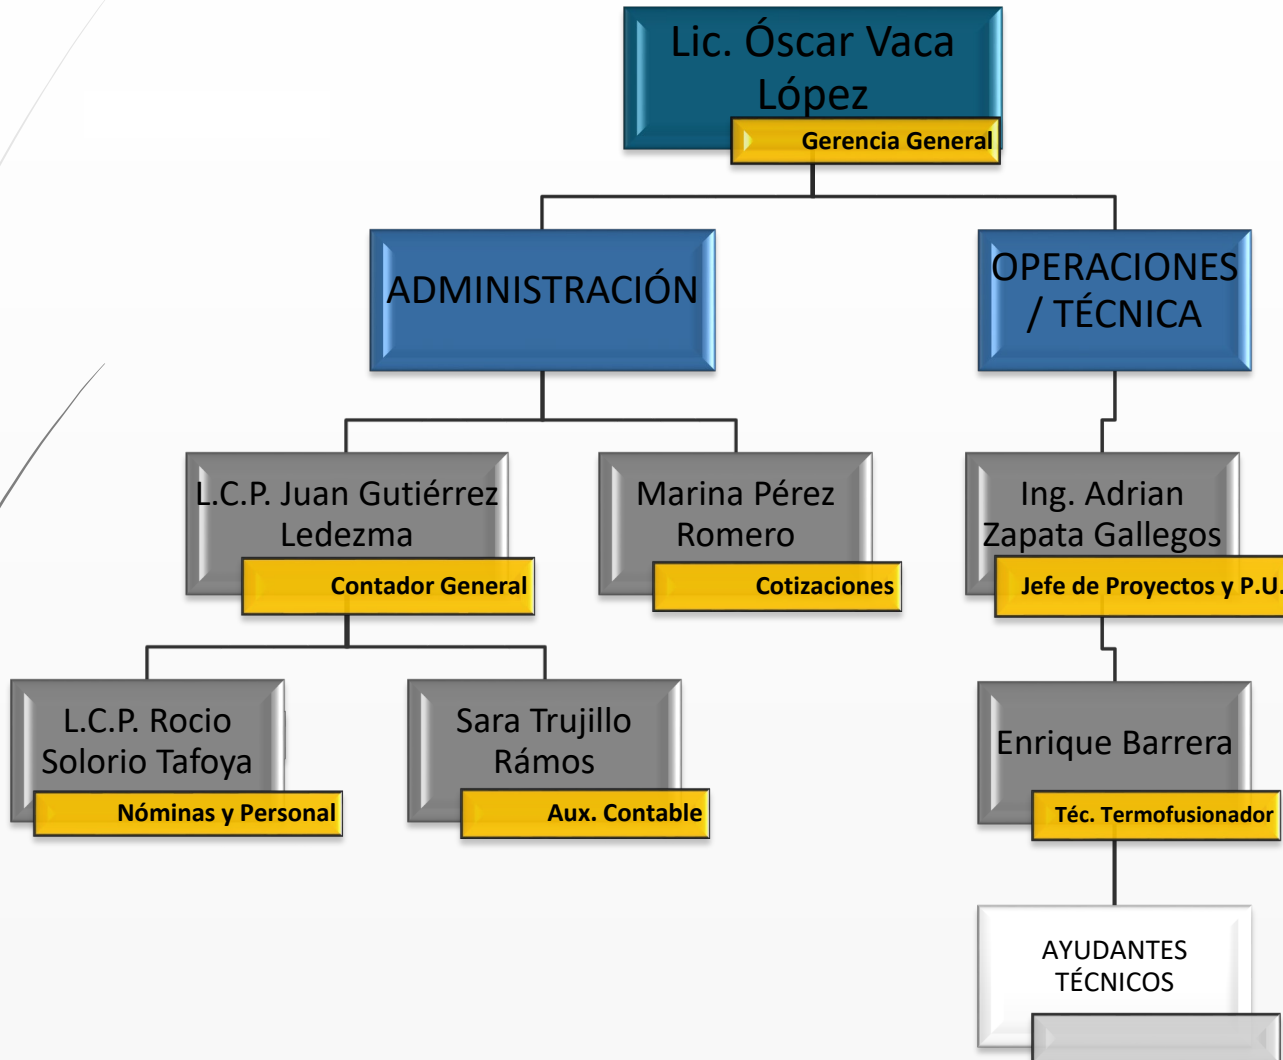 Lic. Óscar Vaca
López
Gerencia General
ADMINISTRACIÓN
OPERACIONES
/ TÉCNICA
L.C.P. Juan Gutiérrez
Ledezma
Contador General
Marina Pérez
Romero
Cotizaciones
Ing. Adrian
Zapata Gallegos
Jefe de Proyectos y P.U.
L.C.P. Rocio
Solorio Tafoya
Nóminas y Personal
Sara Trujillo
Rámos
Aux. Contable
Enrique Barrera
Téc. Termofusionador
AYUDANTES
TÉCNICOS